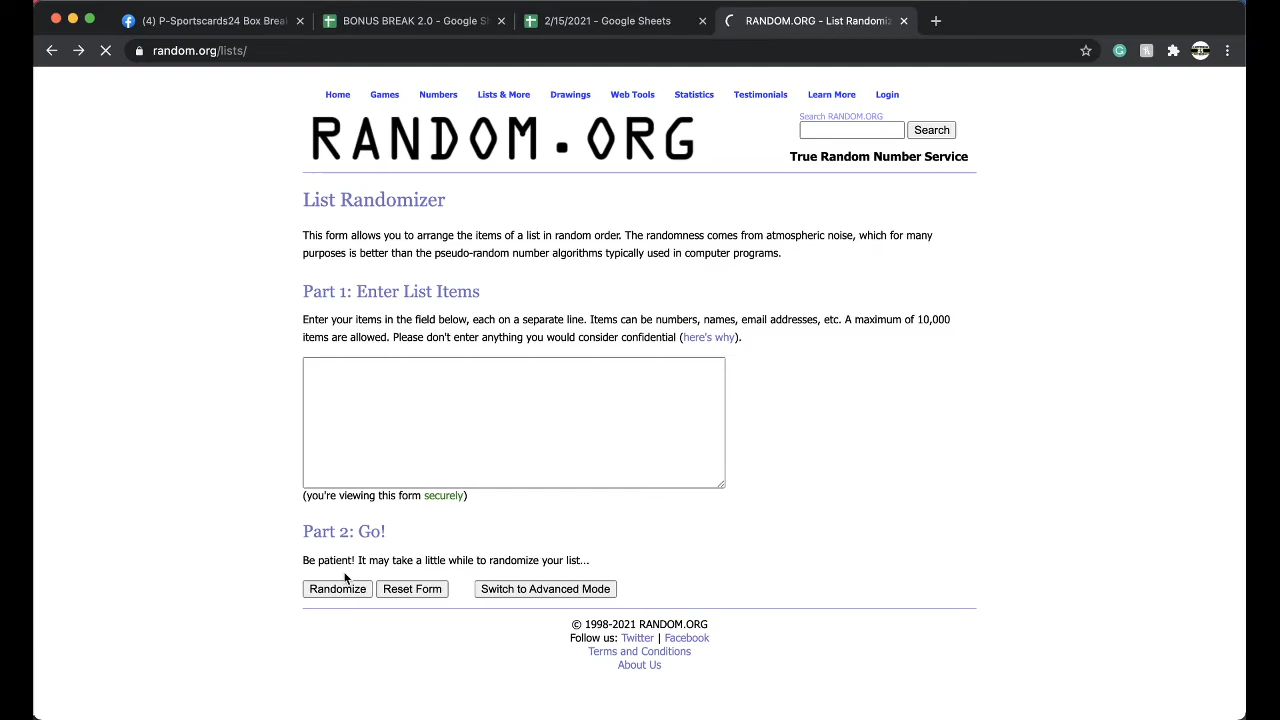 (4) P-Sportscards24 Box Brea
BONUS BREAK 2.0 - Google S
2/15/2021 - Google Sheets
RANDOM.ORG - List Randomiz
random.org/lists/
Home Games Numbers Lists & More Drawings Web Tools Statistics Testimonials Learn More Login
RANDOM.ORG
Search RANDOM.ORG
Search
True Random Number Service
List Randomizer
This form allows you to arrange the items of a list in random order. The randomness comes from atmospheric noise, which for many
purposes is better than the pseudo-random number algorithms typically used in computer programs.
Part 1: Enter List Items
Enter your items in the field below, each on a separate line. Items can be numbers, names, email addresses, etc. A maximum of 10,000
items are allowed. Please don't enter anything you would consider confidential (here's why).
(you're viewing this form securely)
Part 2: Go!
Be patient! It may take a little while to randomize your list...
Randomize Reset Form Switch to Advanced Mode
© 1998-2021 RANDOM.ORG
Follow us: Twitter | Facebook
Terms and Conditions
About Us